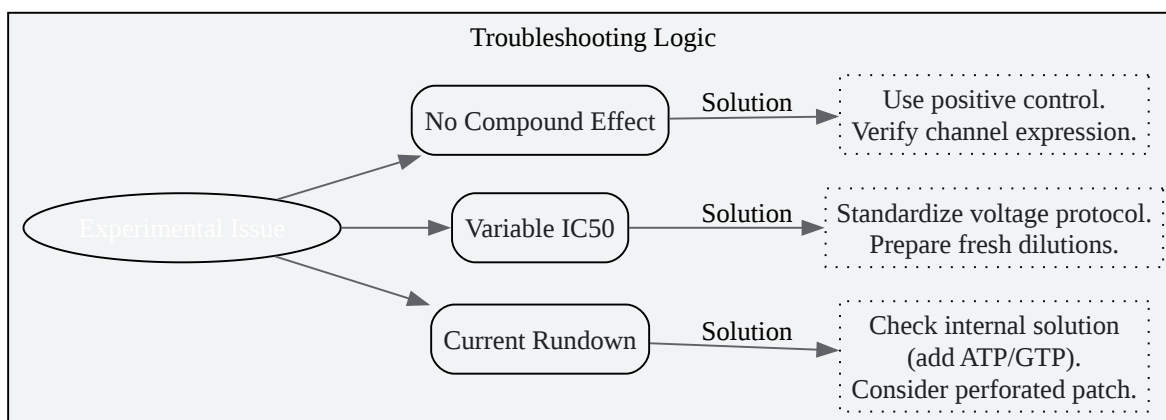 Troubleshooting Logic
Experimental Issue
No Compound Effect
Solution
Use positive control.
Verify channel expression.
Variable IC50
Solution
Standardize voltage protocol.
Prepare fresh dilutions.
Current Rundown
Solution
Check internal solution
(add ATP/GTP).
Consider perforated patch.